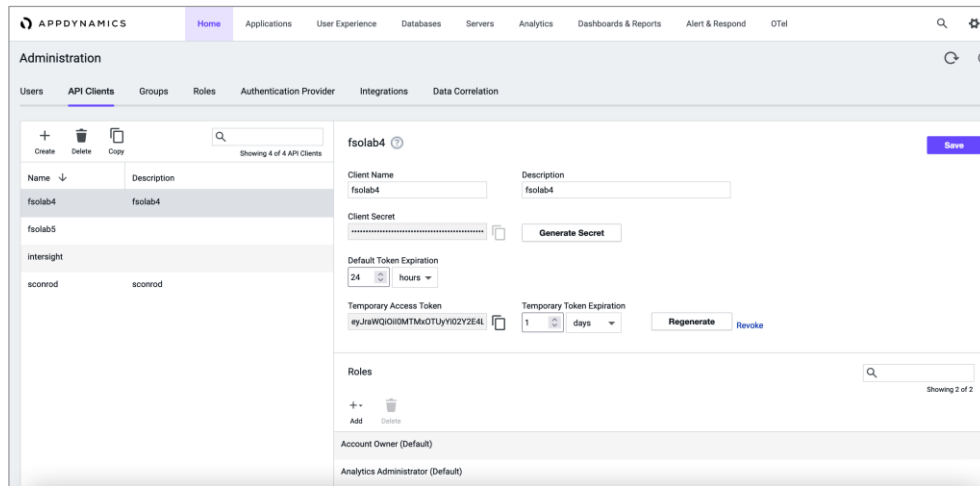 APPDYNAMICS Home Applications User Experience Databases Servers Analytics Dashboards & Reports Alert & Respond OTel
Administration
Users API Clients Groups Roles Authentication Provider Integrations Data Correlation
Create Delete Copy
Showing 4 of 4 API Clients
Name Description
fsolab4 fsolab4
fsolab5
intersight
sconrod sconrod
fsolab4 Save
Client Name Description
fsolab4 fsolab4
Client Secret
Generate Secret
Default Token Expiration
24 hours
Temporary Access Token Temporary Token Expiration
eyJraWQiOiI0MTMxOTUyYi02Y2E4L 1 days Regenerate Revoke
Roles
Showing 2 of 2
Add Delete
Account Owner (Default)
Analytics Administrator (Default)